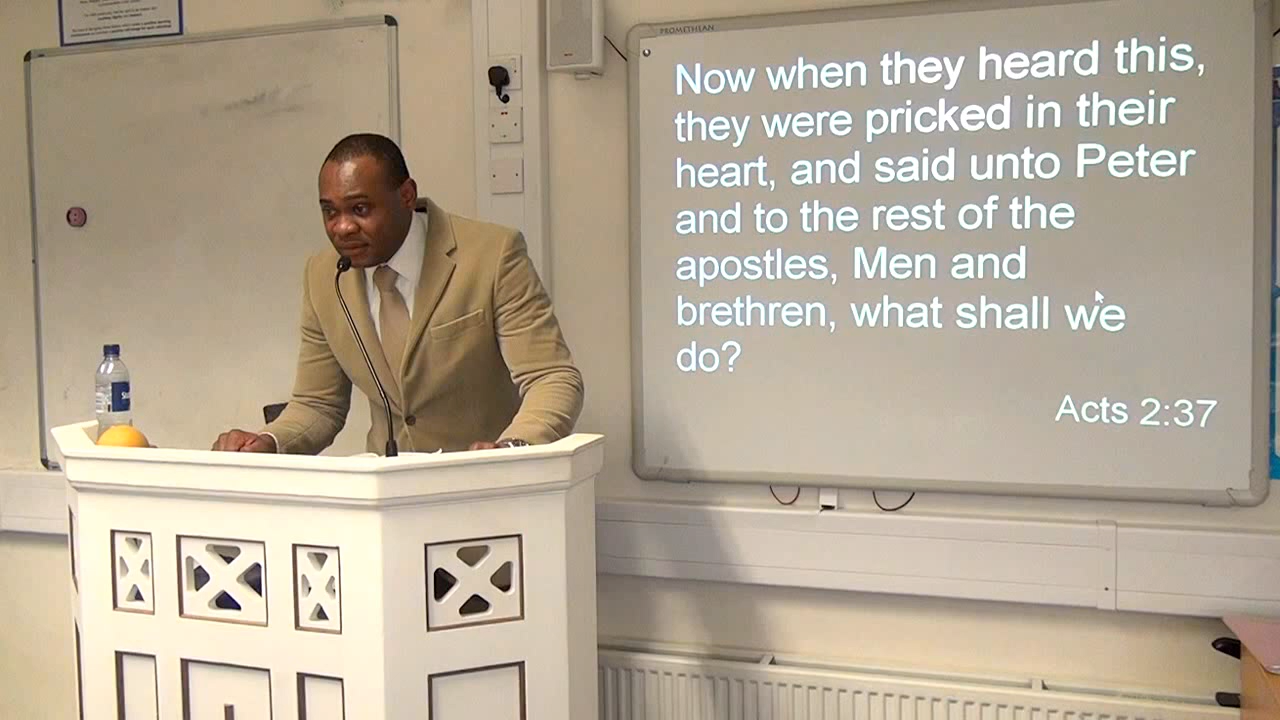 PROMETHEAN
Now when they heard this,
they were pricked in their
heart, and said unto Peter
and to the rest of the
apostles, Men and
brethren, what shall we
do?
Acts 2:37